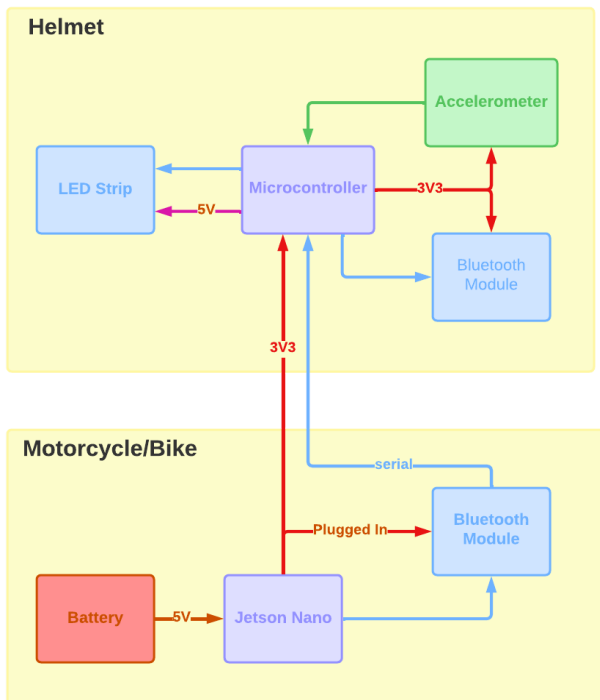 Helmet
Accelerometer
LED Strip
Microcontroller
3V3
5V
Bluetooth
Module
3V3
Motorcycle/Bike
serial
Bluetooth
Module
Plugged In
Battery
5V
Jetson Nano